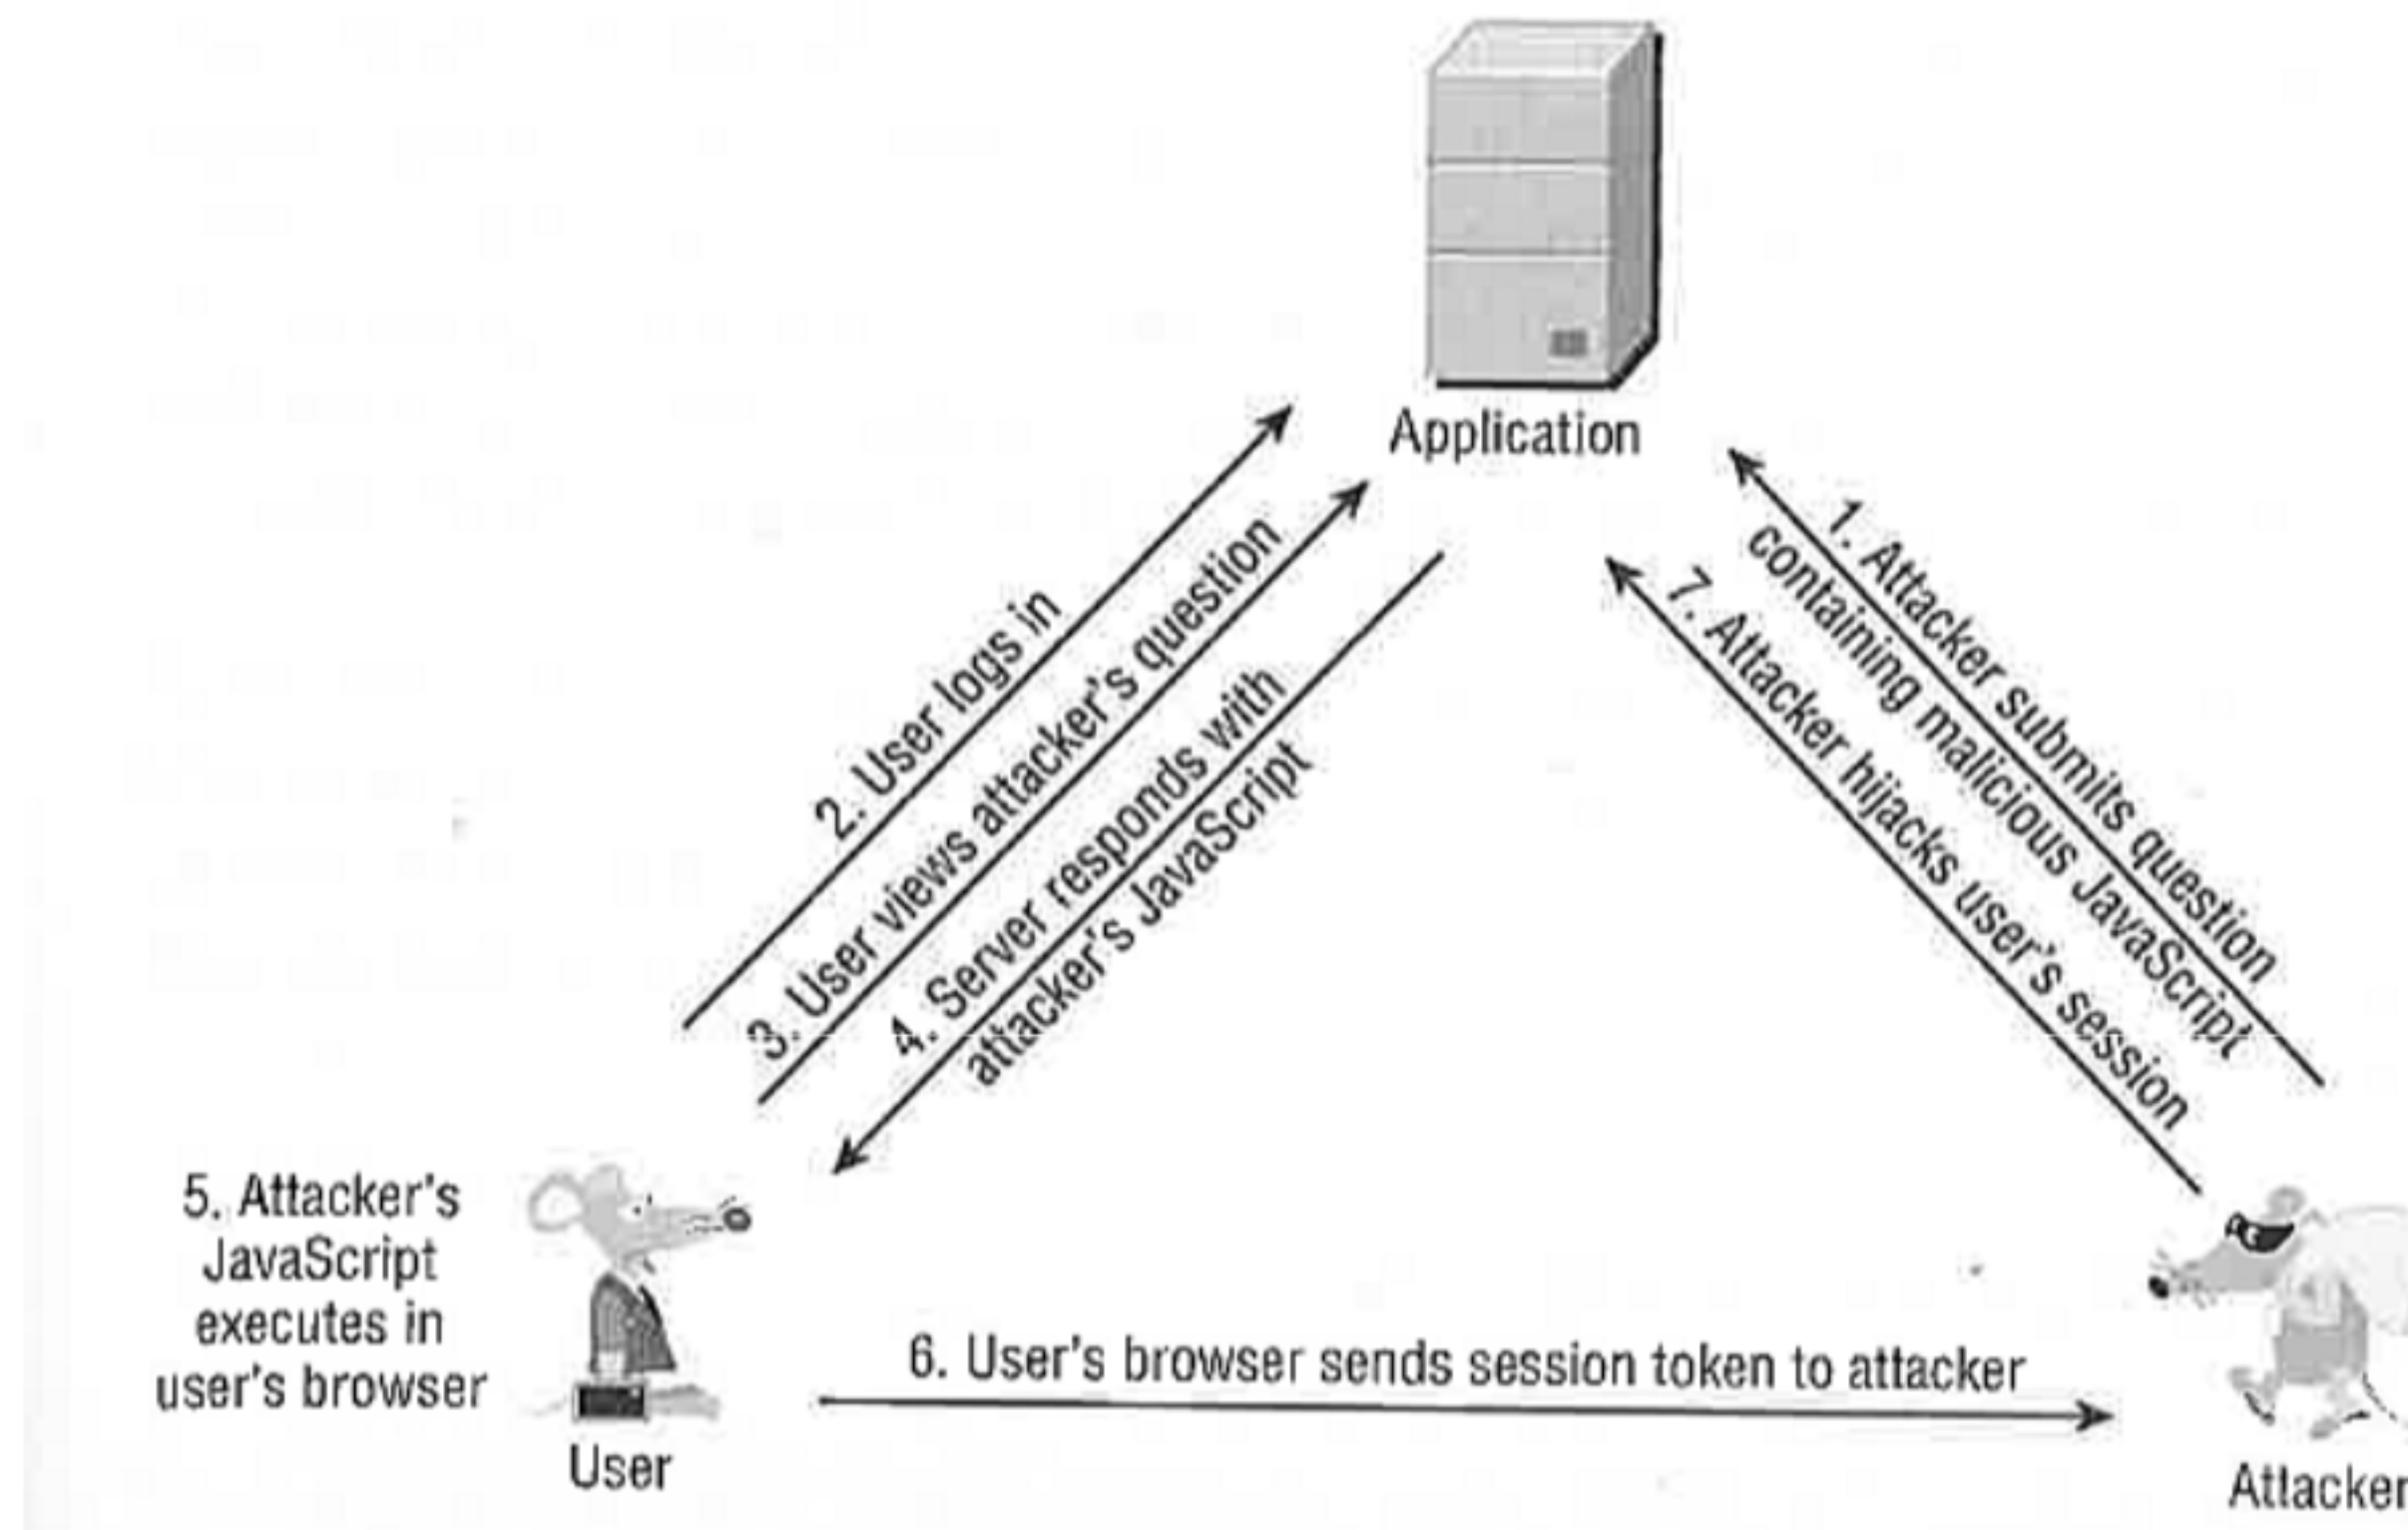 Application
1. Attacker submits question
containing malicious JavaScript
7. Attacker hijacks user's session
2. User logs in
3. User views attacker's question
4. Server responds with
attacker's JavaScript
5. Attacker's
JavaScript
executes in
user's browser
6. User's browser sends session token to attacker
User
Attacker